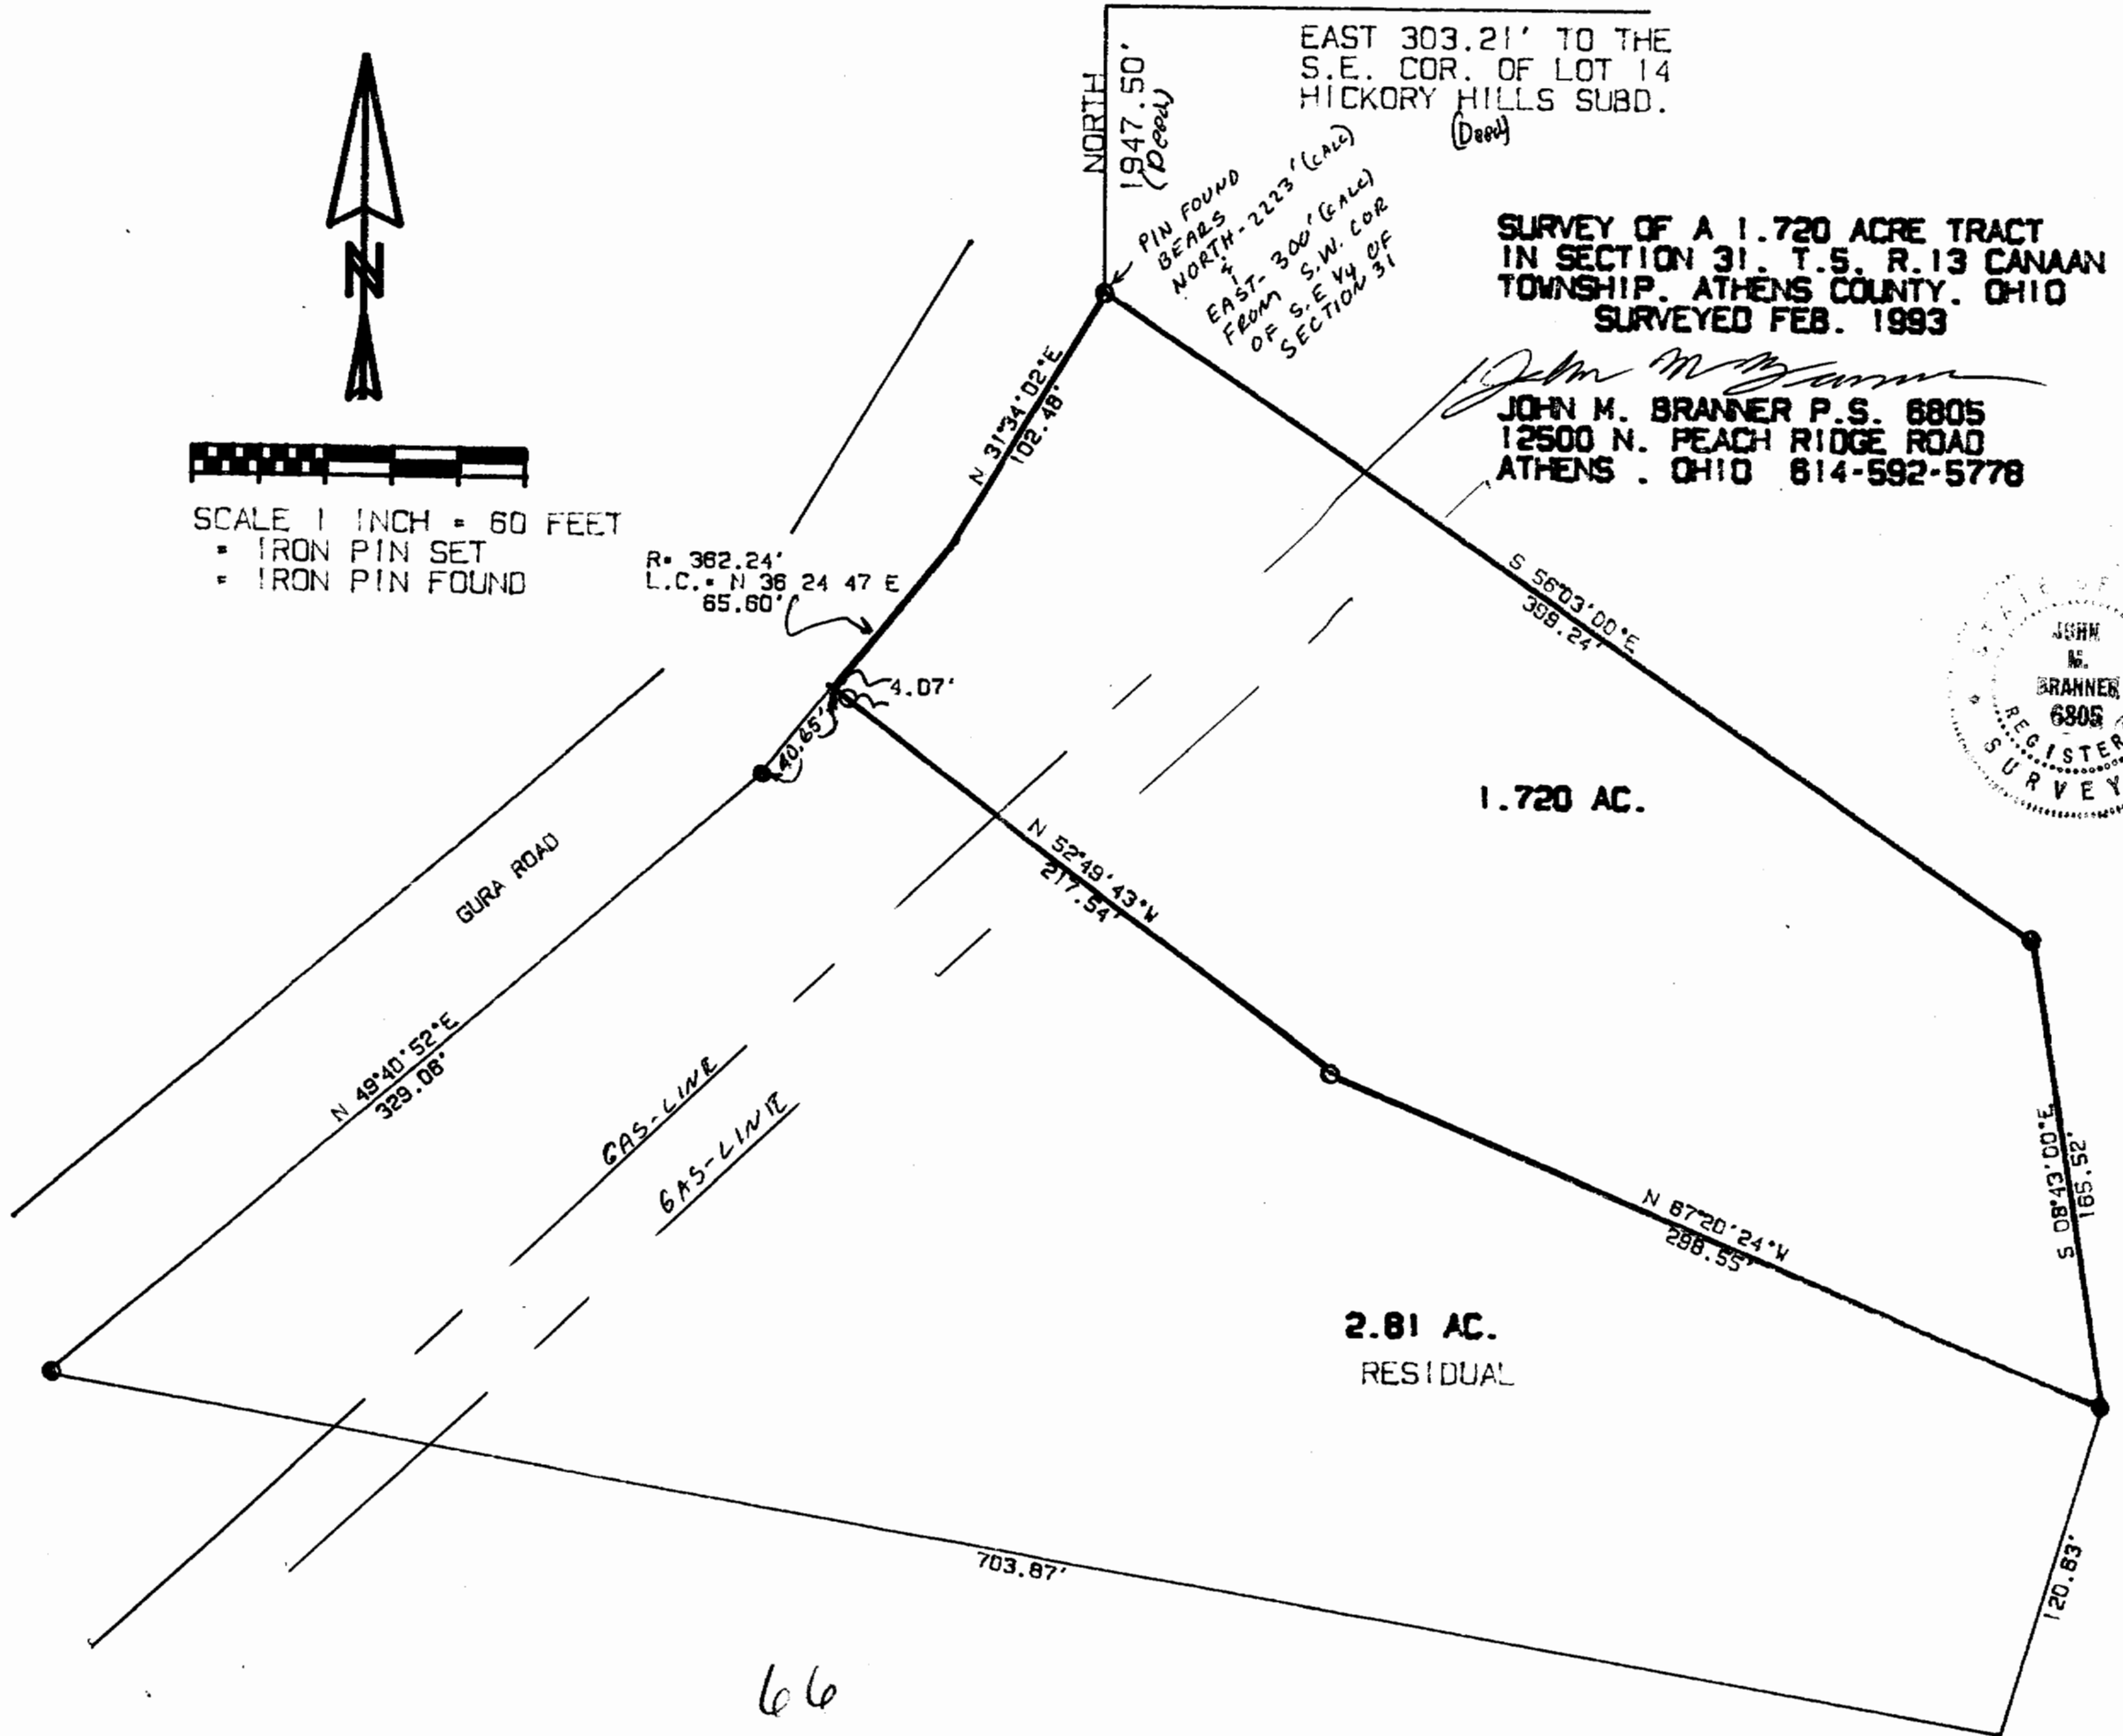 EAST 303.21' TO THE
S.E. COR. OF LOT 14
HICKORY HILLS SUBD.
(Deed)
NORTH
1947.50'
(Deed)
PIN FOUND
BEARS
NORTH - 2223' (CALC)
&
EAST - 300' (CALC)
FROM S.W. COR
OF S.E 1/4 OF
SECTION 31
N
SURVEY OF A 1.720 ACRE TRACT
IN SECTION 31. T.5. R.13 CANAAN
TOWNSHIP. ATHENS COUNTY. OHIO
SURVEYED FEB. 1993
John M Branner
JOHN M. BRANNER P.S. 6805
12500 N. PEACH RIDGE ROAD
ATHENS . OHIO 614-592-5778
SCALE 1 INCH = 60 FEET
= IRON PIN SET
= IRON PIN FOUND
N 31°34'02"E
102.48'
R= 362.24'
L.C.= N 36 24 47 E
65.60'
4.07'
40.65'
S 56°03'00"E
399.24'
JOHN
M.
BRANNER
6805
REGISTER
SURVEY
1.720 AC.
GURA ROAD
N 52°49'43"W
217.54'
N 49°40'52"E
329.08'
GAS-LINE
GAS-LINE
S 08°43'00"E
165.52'
N 67°20'24"W
298.55'
2.81 AC.
RESIDUAL
703.87'
120.83'
66